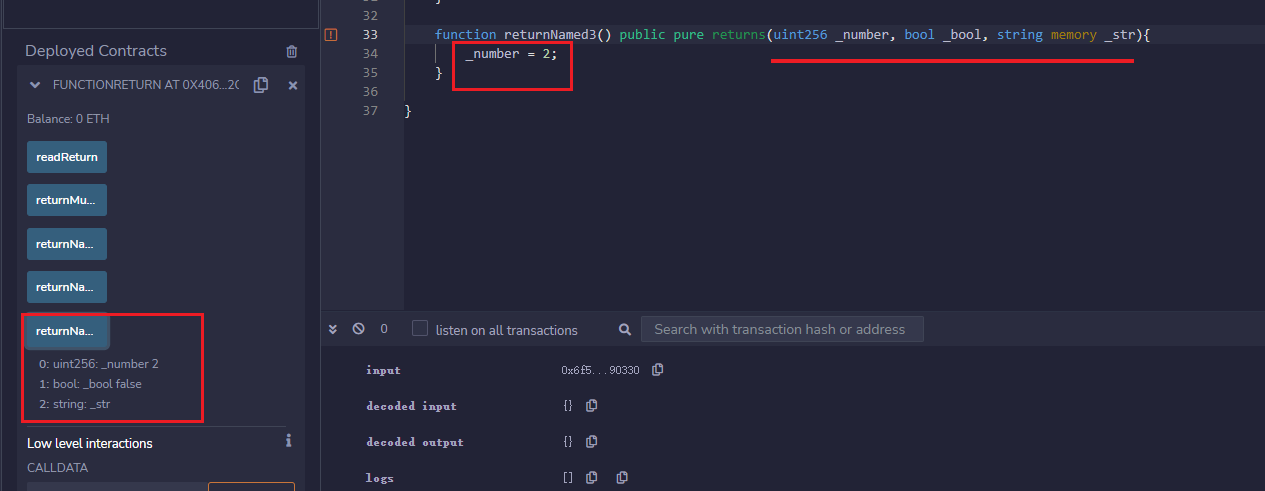 Deployed Contracts
FUNCTIONRETURN AT 0X406...2C
Balance: 0 ETH
readReturn
returnMu...
returnNa...
returnNa...
returnNa...
0: uint256: _number 2
1: bool: _bool false
2: string: _str
Low level interactions
CALLDATA
32
33 function returnNamed3() public pure returns(uint256 _number, bool _bool, string memory _str){
34 _number = 2;
35 }
36
37 }
0 listen on all transactions Search with transaction hash or address
input 0x6f5...90330
decoded input {}
decoded output {}
logs []